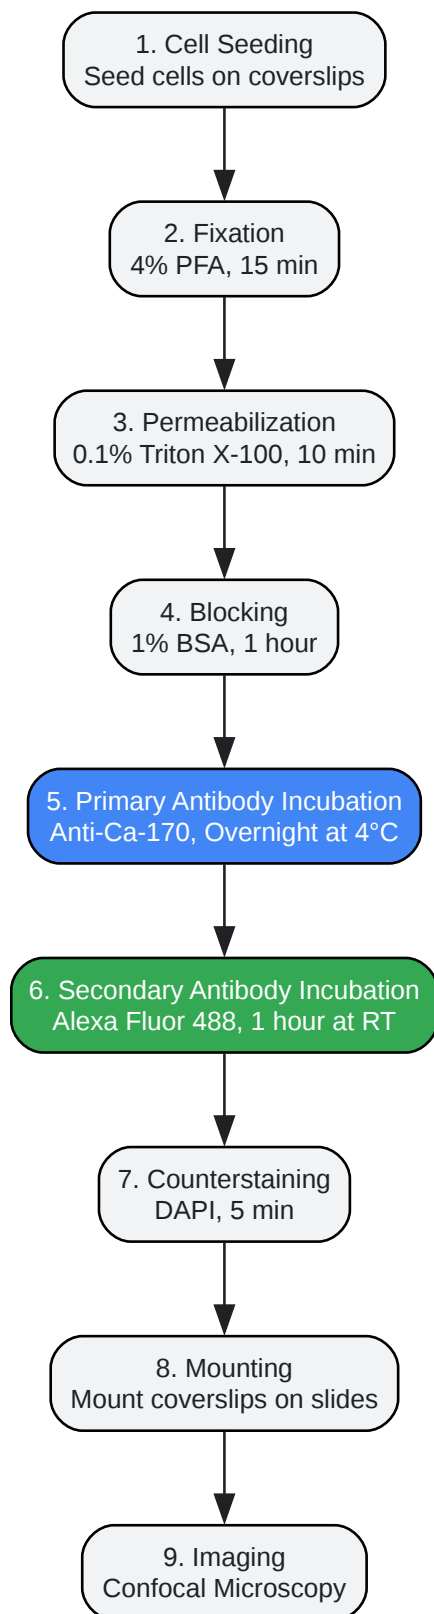 1. Cell Seeding
Seed cells on coverslips
2. Fixation
4% PFA, 15 min
3. Permeabilization
0.1% Triton X-100, 10 min
4. Blocking
1% BSA, 1 hour
5. Primary Antibody Incubation
Anti-Ca-170, Overnight at 4°C
6. Secondary Antibody Incubation
Alexa Fluor 488, 1 hour at RT
7. Counterstaining
DAPI, 5 min
8. Mounting
Mount coverslips on slides
9. Imaging
Confocal Microscopy